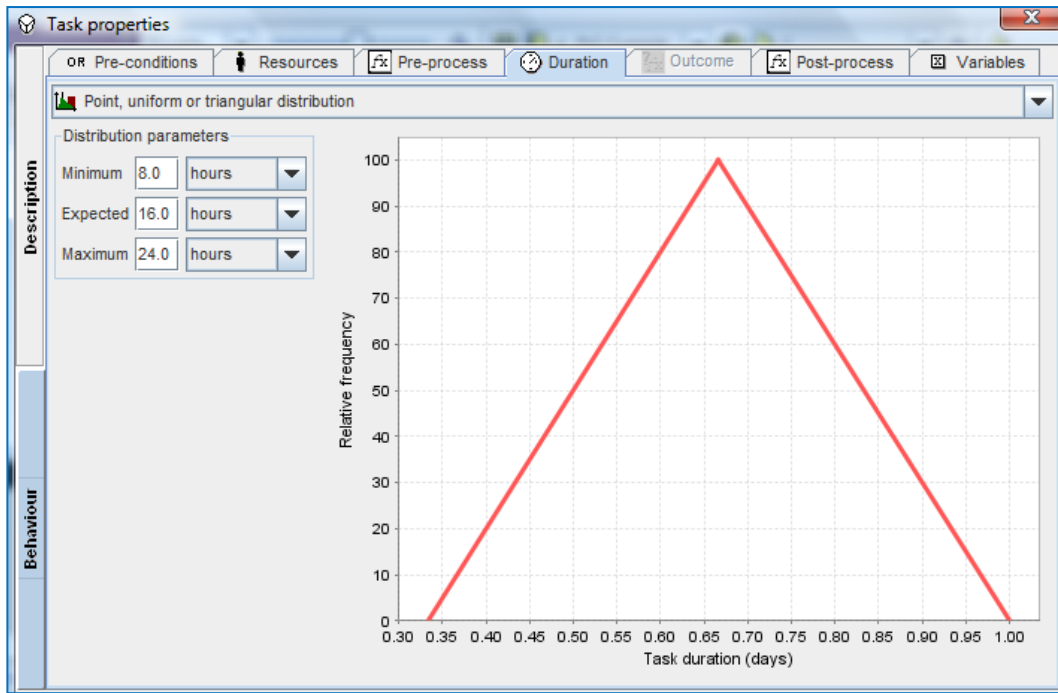 Task properties
OR Pre-conditions Resources fx Pre-process Duration Outcome fx Post-process X Variables
Point, uniform or triangular distribution
Distribution parameters
Minimum 8.0 hours
Expected 16.0 hours
Maximum 24.0 hours
Description
Behaviour
Relative frequency
100
90
80
70
60
50
40
30
20
10
0
0.30 0.35 0.40 0.45 0.50 0.55 0.60 0.65 0.70 0.75 0.80 0.85 0.90 0.95 1.00
Task duration (days)